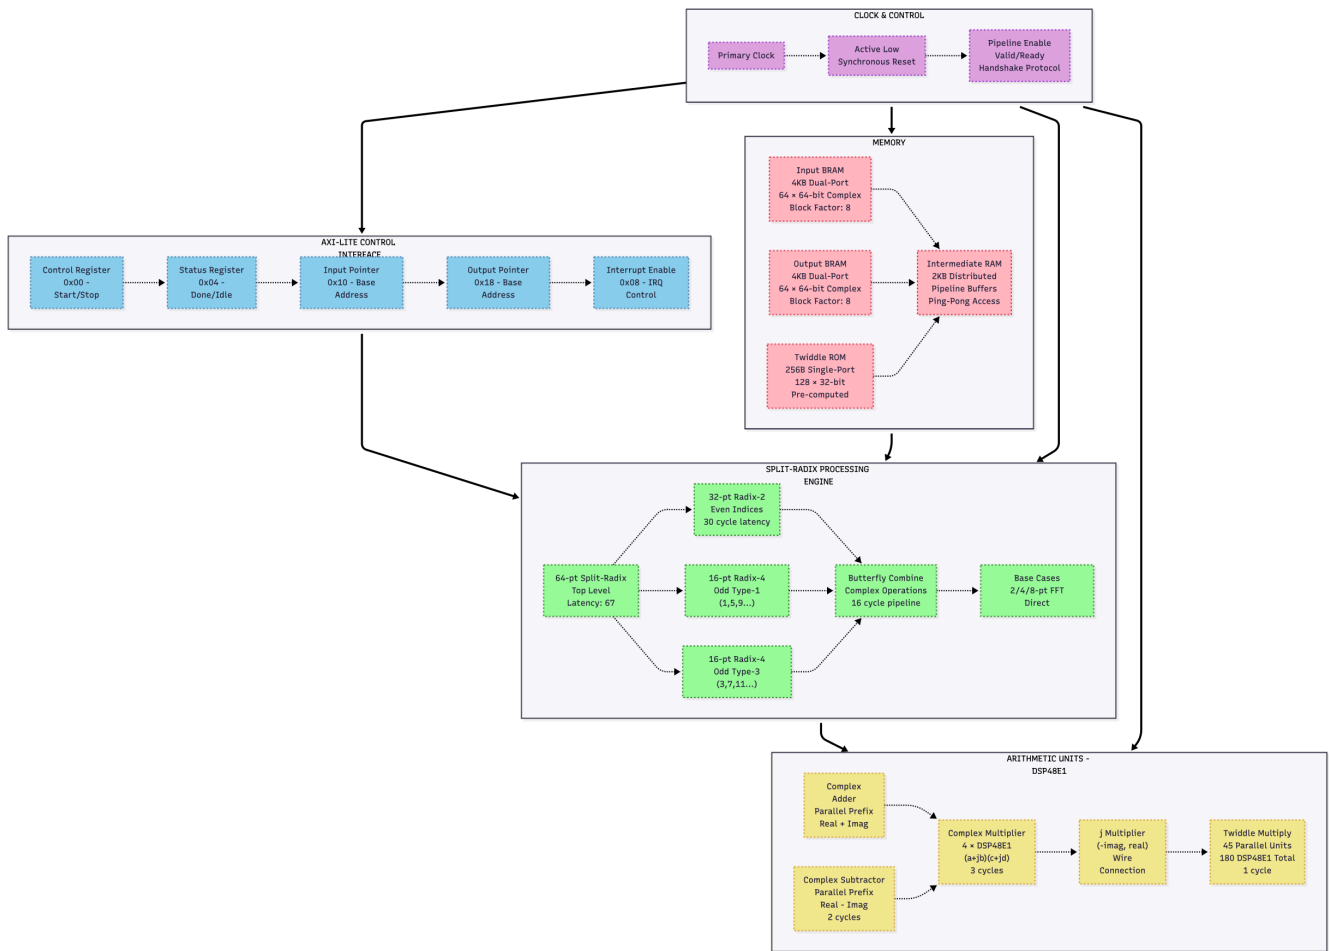 CLOCK & CONTROL
Primary Clock
Active Low
Synchronous Reset
Pipeline Enable
Valid/Ready
Handshake Protocol
MEMORY
Input BRAM
4KB Dual-Port
64 × 64-bit Complex
Block Factor: 8
Output BRAM
4KB Dual-Port
64 × 64-bit Complex
Block Factor: 8
Twiddle ROM
256B Single-Port
128 × 32-bit
Pre-computed
Intermediate RAM
2KB Distributed
Pipeline Buffers
Ping-Pong Access
AXI-LITE CONTROL
INTERFACE
Control Register
0x00 -
Start/Stop
Status Register
0x04 -
Done/Idle
Input Pointer
0x10 - Base
Address
Output Pointer
0x18 - Base
Address
Interrupt Enable
0x08 - IRQ
Control
SPLIT-RADIX PROCESSING
ENGINE
64-pt Split-Radix
Top Level
Latency: 67
32-pt Radix-2
Even Indices
30 cycle latency
16-pt Radix-4
Odd Type-1
(1,5,9...)
16-pt Radix-4
Odd Type-3
(3,7,11...)
Butterfly Combine
Complex Operations
16 cycle pipeline
Base Cases
2/4/8-pt FFT
Direct
ARITHMETIC UNITS -
DSP48E1
Complex
Adder
Parallel Prefix
Real + Imag
Complex Subtractor
Parallel Prefix
Real - Imag
2 cycles
Complex Multiplier
4 × DSP48E1
(a+jb)(c+jd)
3 cycles
j Multiplier
(-imag, real)
Wire
Connection
Twiddle Multiply
45 Parallel Units
180 DSP48E1 Total
1 cycle